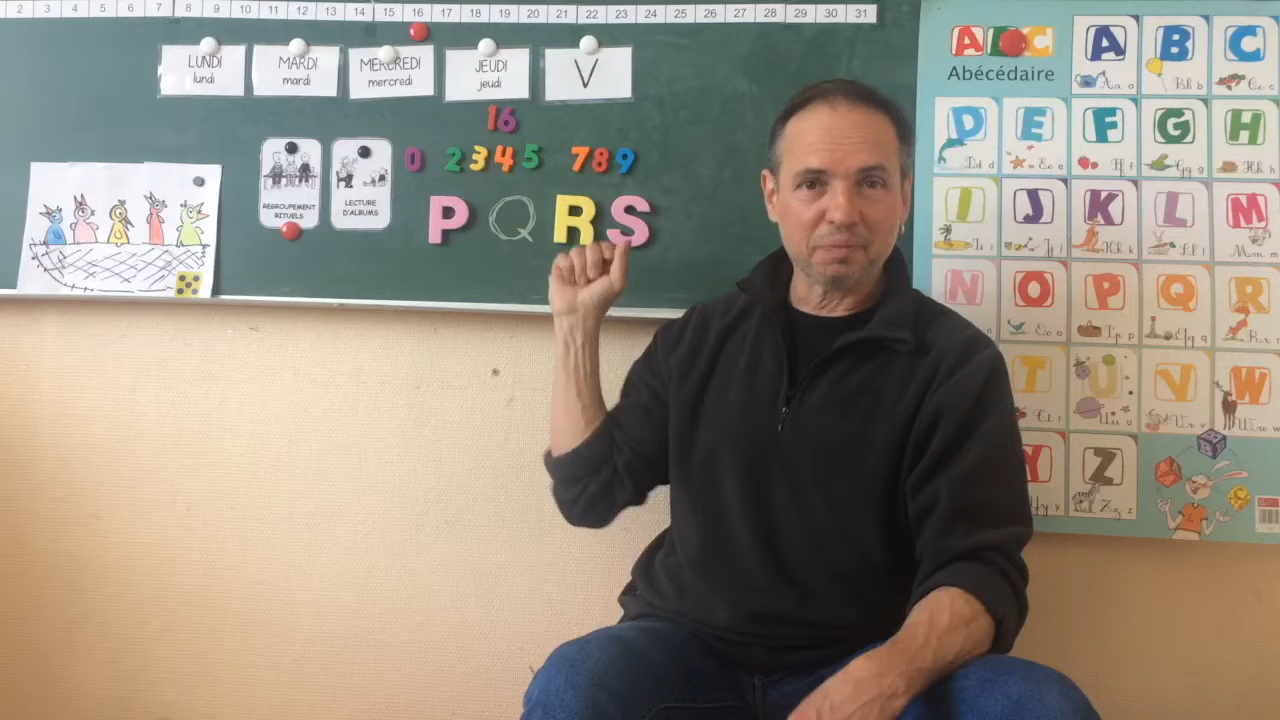 2 3 4 5 6 7 8 9 10 11 12 13 14 15 16 17 18 19 20 21 22 23 24 25 26 27 28 29 30 31
LUNDI
lundi
MARDI
mardi
MERCREDI
mercredi
JEUDI
jeudi
V
16
0 2 3 4 5 7 8 9
P Q R S
REGROUPEMENT
RITUELS
LECTURE
D'ALBUMS
ABC
Abécédaire
A B C
A a a
B b b
C c c
D E F G H
D d d
E e e
F f f
G g g
H h h
I J K L M
I i i
J j j
K k k
L l l
M m m
N O P Q R
O o o
P p p
Q q q
T U V W
T t t
U u u
V v v
W w w
Y Z
Y y y
Z z z